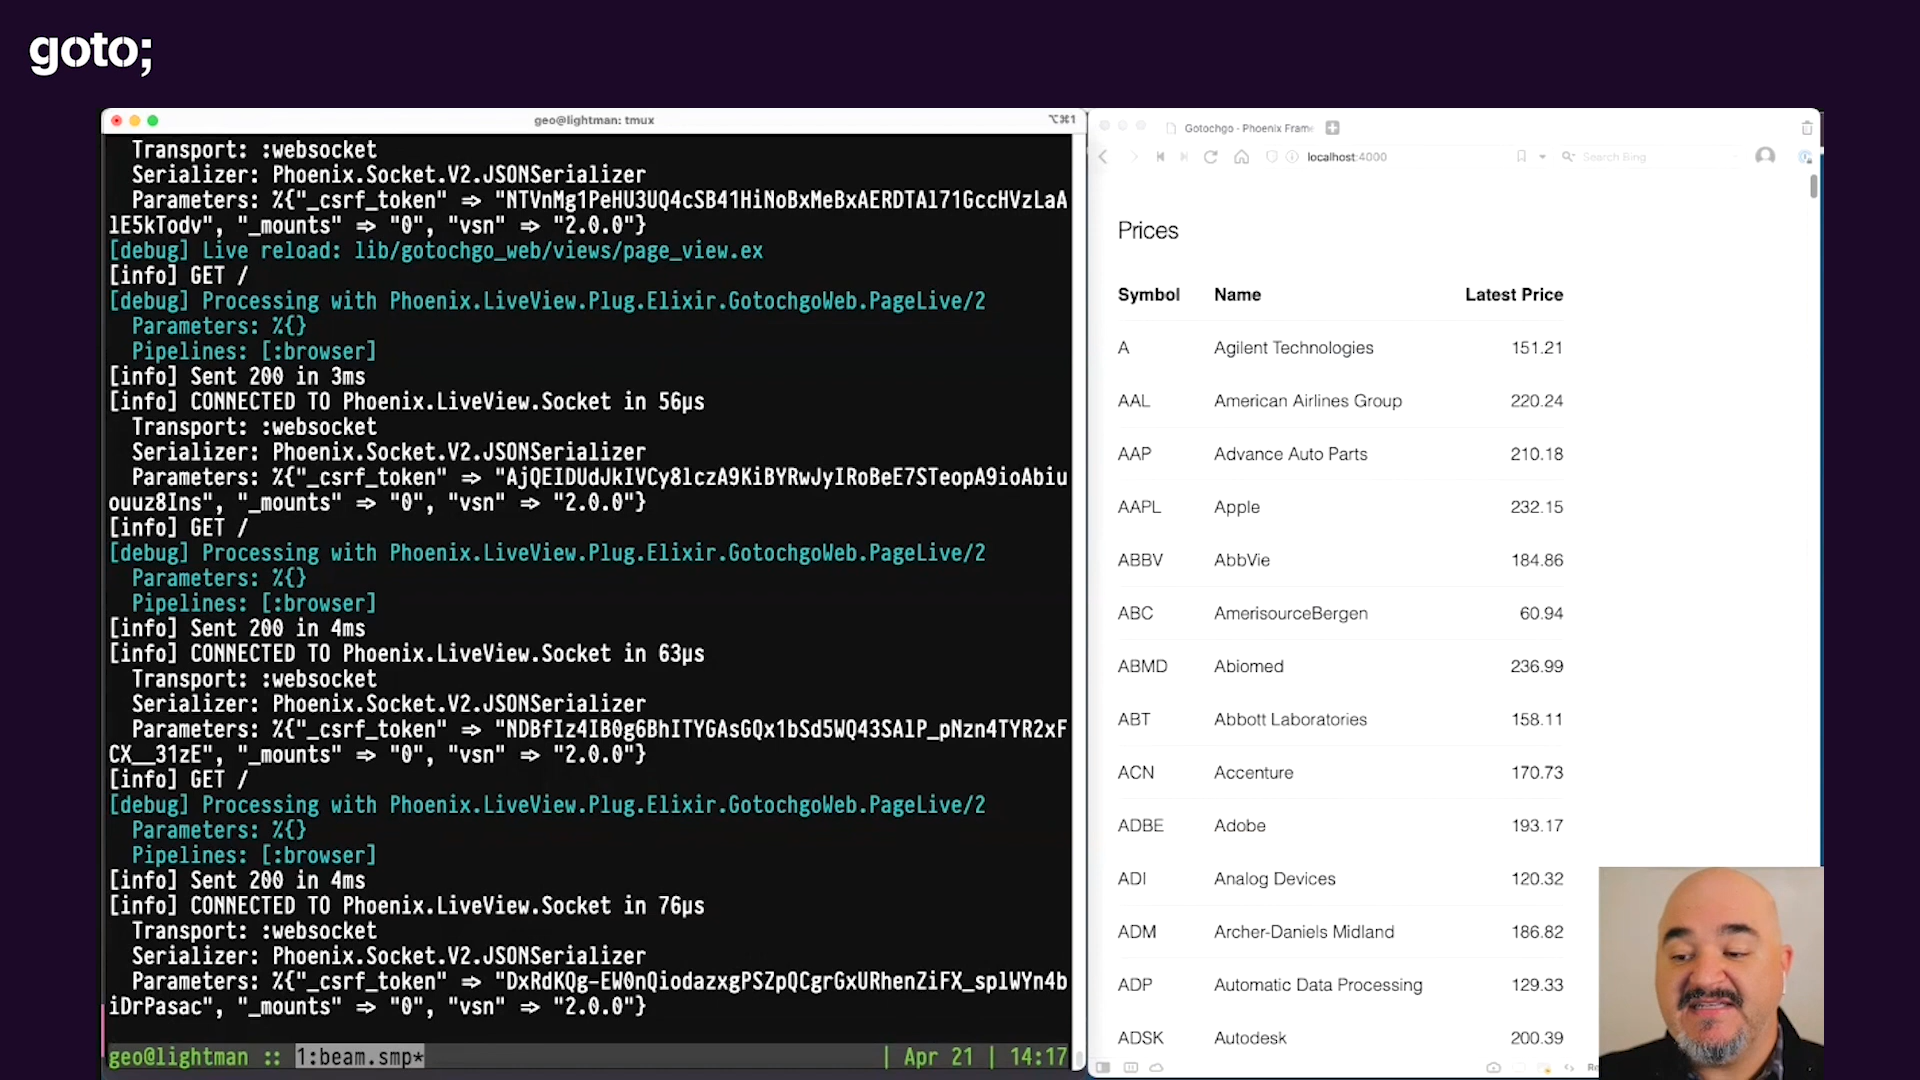 goto;
geo@lightman: tmux
⌥⌘1
Transport: :websocket
Serializer: Phoenix.Socket.V2.JSONSerializer
Parameters: %{"_csrf_token" => "NTVnMg1PeHU3UQ4cSB41HiNoBxMeBxAERDTAl71GccHVzLaA
lE5kTodv", "_mounts" => "0", "vsn" => "2.0.0"}
[debug] Live reload: lib/gotochgo_web/views/page_view.ex
[info] GET /
[debug] Processing with Phoenix.LiveView.Plug.Elixir.GotochgoWeb.PageLive/2
Parameters: %{}
Pipelines: [:browser]
[info] Sent 200 in 3ms
[info] CONNECTED TO Phoenix.LiveView.Socket in 56µs
Transport: :websocket
Serializer: Phoenix.Socket.V2.JSONSerializer
Parameters: %{"_csrf_token" => "AjQEIDUdJkIVCy8lczA9KiBYRwJyIRoBeE7STeopA9ioAbiu
ouuz8Ins", "_mounts" => "0", "vsn" => "2.0.0"}
[info] GET /
[debug] Processing with Phoenix.LiveView.Plug.Elixir.GotochgoWeb.PageLive/2
Parameters: %{}
Pipelines: [:browser]
[info] Sent 200 in 4ms
[info] CONNECTED TO Phoenix.LiveView.Socket in 63µs
Transport: :websocket
Serializer: Phoenix.Socket.V2.JSONSerializer
Parameters: %{"_csrf_token" => "NDBfIz4IB0g6BhITYGAsGQx1bSd5WQ43SAlP_pNzn4TYR2xF
CX__31zE", "_mounts" => "0", "vsn" => "2.0.0"}
[info] GET /
[debug] Processing with Phoenix.LiveView.Plug.Elixir.GotochgoWeb.PageLive/2
Parameters: %{}
Pipelines: [:browser]
[info] Sent 200 in 4ms
[info] CONNECTED TO Phoenix.LiveView.Socket in 76µs
Transport: :websocket
Serializer: Phoenix.Socket.V2.JSONSerializer
Parameters: %{"_csrf_token" => "DxRdKQg-EW0nQiodazxgPSZpQCgrGxURhenZiFX_splWYn4b
iDrPasac", "_mounts" => "0", "vsn" => "2.0.0"}
geo@lightman :: 1:beam.smp* | Apr 21 | 14:17
Gotochgo - Phoenix Frame
localhost:4000
Search Bing
Prices
Symbol Name Latest Price
A Agilent Technologies 151.21
AAL American Airlines Group 220.24
AAP Advance Auto Parts 210.18
AAPL Apple 232.15
ABBV AbbVie 184.86
ABC AmerisourceBergen 60.94
ABMD Abiomed 236.99
ABT Abbott Laboratories 158.11
ACN Accenture 170.73
ADBE Adobe 193.17
ADI Analog Devices 120.32
ADM Archer-Daniels Midland 186.82
ADP Automatic Data Processing 129.33
ADSK Autodesk 200.39